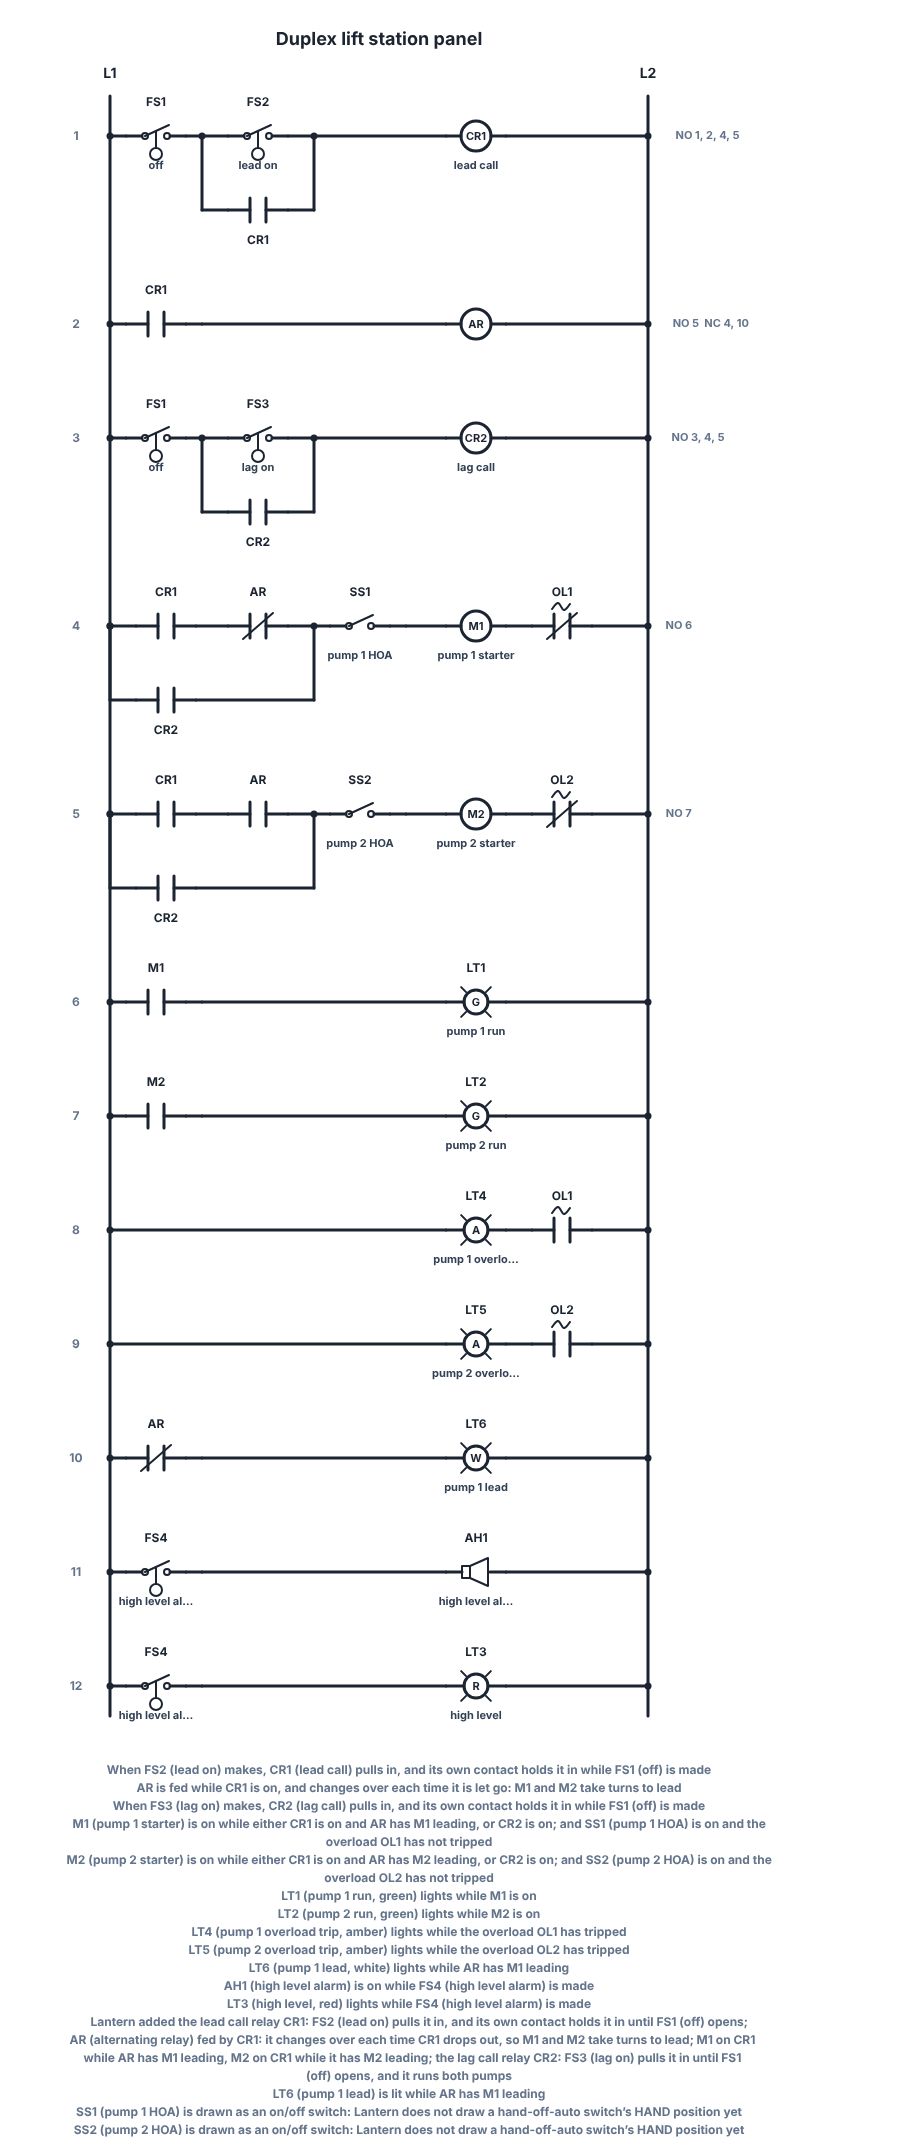 Duplex lift station panel
L1 L2
FS1 FS2
1 CR1 NO 1, 2, 4, 5
off lead on lead call
CR1
CR1
2 AR NO 5 NC 4, 10
FS1 FS3
3 CR2 NO 3, 4, 5
off lag on lag call
CR2
CR1 AR SS1 OL1
4 M1 NO 6
pump 1 HOA pump 1 starter
CR2
CR1 AR SS2 OL2
5 M2 NO 7
pump 2 HOA pump 2 starter
CR2
M1 LT1
6 G
pump 1 run
M2 LT2
7 G
pump 2 run
LT4 OL1
8 A
pump 1 overlo...
LT5 OL2
9 A
pump 2 overlo...
AR LT6
10 W
pump 1 lead
FS4 AH1
11
high level al... high level al...
FS4 LT3
12 R
high level al... high level
When FS2 (lead on) makes, CR1 (lead call) pulls in, and its own contact holds it in while FS1 (off) is made
AR is fed while CR1 is on, and changes over each time it is let go: M1 and M2 take turns to lead
When FS3 (lag on) makes, CR2 (lag call) pulls in, and its own contact holds it in while FS1 (off) is made
M1 (pump 1 starter) is on while either CR1 is on and AR has M1 leading, or CR2 is on; and SS1 (pump 1 HOA) is on and the
overload OL1 has not tripped
M2 (pump 2 starter) is on while either CR1 is on and AR has M2 leading, or CR2 is on; and SS2 (pump 2 HOA) is on and the
overload OL2 has not tripped
LT1 (pump 1 run, green) lights while M1 is on
LT2 (pump 2 run, green) lights while M2 is on
LT4 (pump 1 overload trip, amber) lights while the overload OL1 has tripped
LT5 (pump 2 overload trip, amber) lights while the overload OL2 has tripped
LT6 (pump 1 lead, white) lights while AR has M1 leading
AH1 (high level alarm) is on while FS4 (high level alarm) is made
LT3 (high level, red) lights while FS4 (high level alarm) is made
Lantern added the lead call relay CR1: FS2 (lead on) pulls it in, and its own contact holds it in until FS1 (off) opens;
AR (alternating relay) fed by CR1: it changes over each time CR1 drops out, so M1 and M2 take turns to lead; M1 on CR1
while AR has M1 leading, M2 on CR1 while it has M2 leading; the lag call relay CR2: FS3 (lag on) pulls it in until FS1
(off) opens, and it runs both pumps
LT6 (pump 1 lead) is lit while AR has M1 leading
SS1 (pump 1 HOA) is drawn as an on/off switch: Lantern does not draw a hand-off-auto switch's HAND position yet
SS2 (pump 2 HOA) is drawn as an on/off switch: Lantern does not draw a hand-off-auto switch's HAND position yet